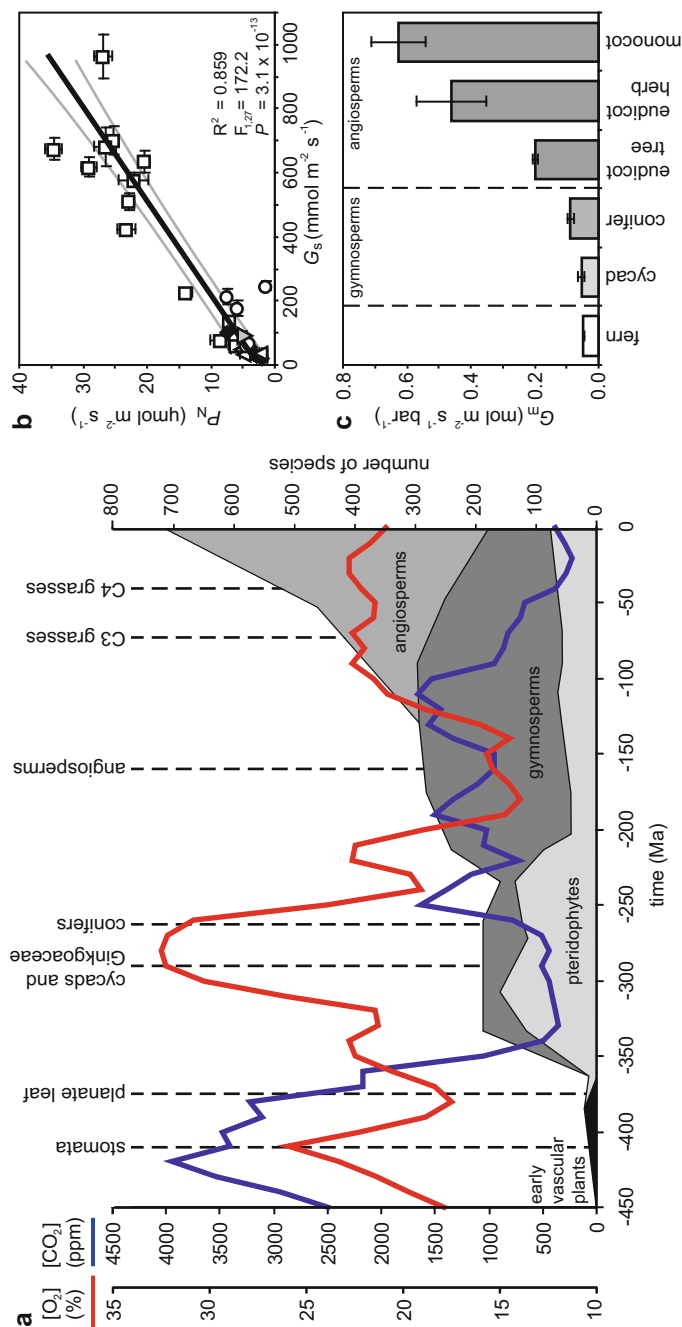 a
[O₂]
(%)
[CO₂]
(ppm)
35
30
25
20
15
10
4500
4000
3500
3000
2500
2000
1500
1000
500
0
stomata
planate leaf
cycads and
Ginkgoaceae
conifers
angiosperms
C3 grasses
C4 grasses
early
vascular
plants
pteridophytes
gymnosperms
angiosperms
-450
-400
-350
-300
-250
-200
-150
-100
-50
0
time (Ma)
800
700
600
500
400
300
200
100
0
number of species
b
40
30
20
10
0
P_N (µmol m⁻² s⁻¹)
R² = 0.859
F₁,₂₇ = 172.2
P = 3.1 x 10⁻¹³
0
200
400
600
800
1000
G_s (mmol m⁻² s⁻¹)
c
0.8
0.6
0.4
0.2
0.0
G_m (mol m⁻² s⁻¹ bar⁻¹)
gymnosperms
angiosperms
fern
cycad
conifer
eudicot
tree
eudicot
herb
monocot